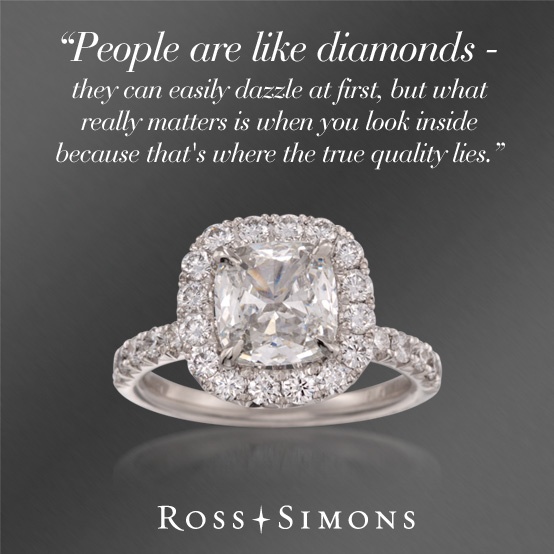 “People are like diamonds -
they can easily dazzle at first, but what
really matters is when you look inside
because that's where the true quality lies.”
ROSS SIMONS